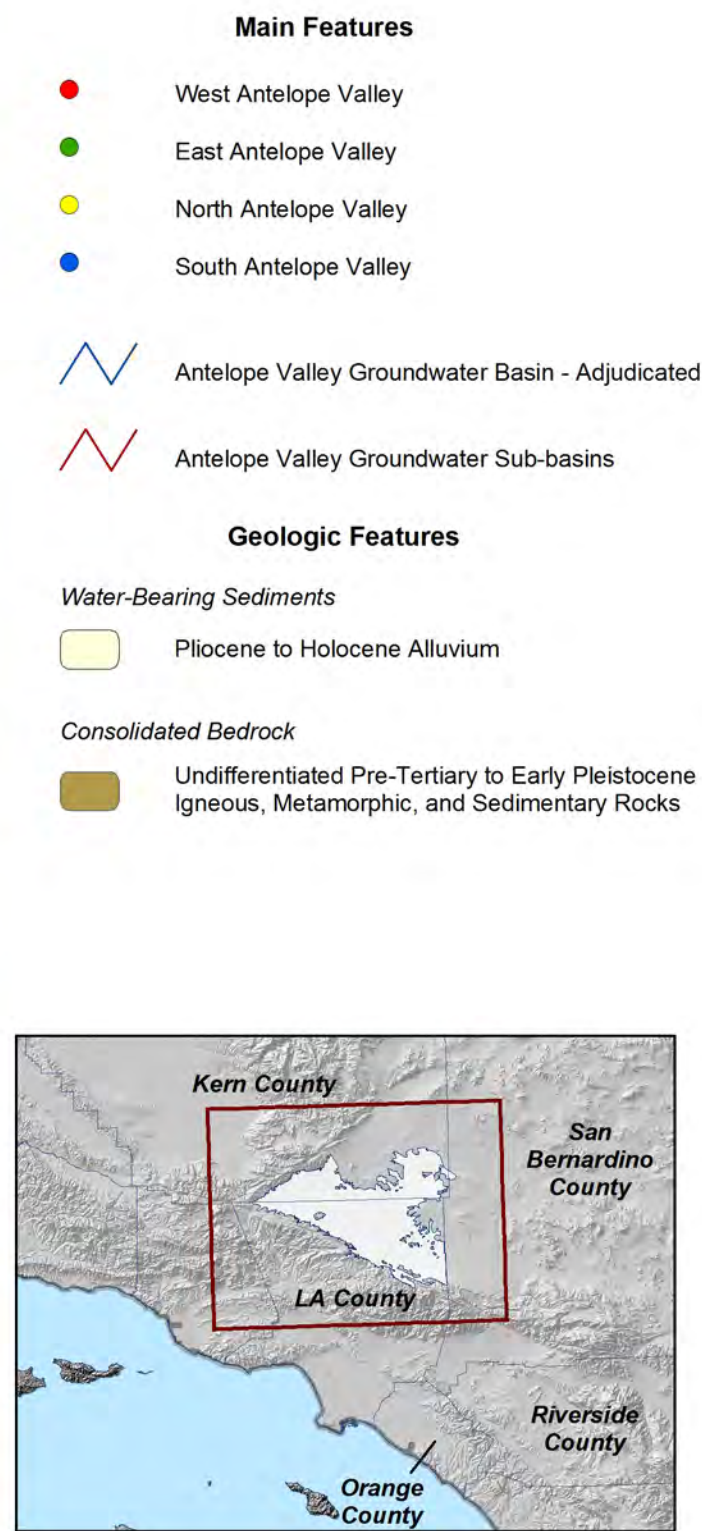 Main Features
West Antelope Valley
East Antelope Valley
North Antelope Valley
South Antelope Valley
Antelope Valley Groundwater Basin - Adjudicated
Antelope Valley Groundwater Sub-basins
Geologic Features
Water-Bearing Sediments
Pliocene to Holocene Alluvium
Consolidated Bedrock
Undifferentiated Pre-Tertiary to Early Pleistocene
Igneous, Metamorphic, and Sedimentary Rocks
Kern County
San
Bernardino
County
LA County
Riverside
County
Orange
County